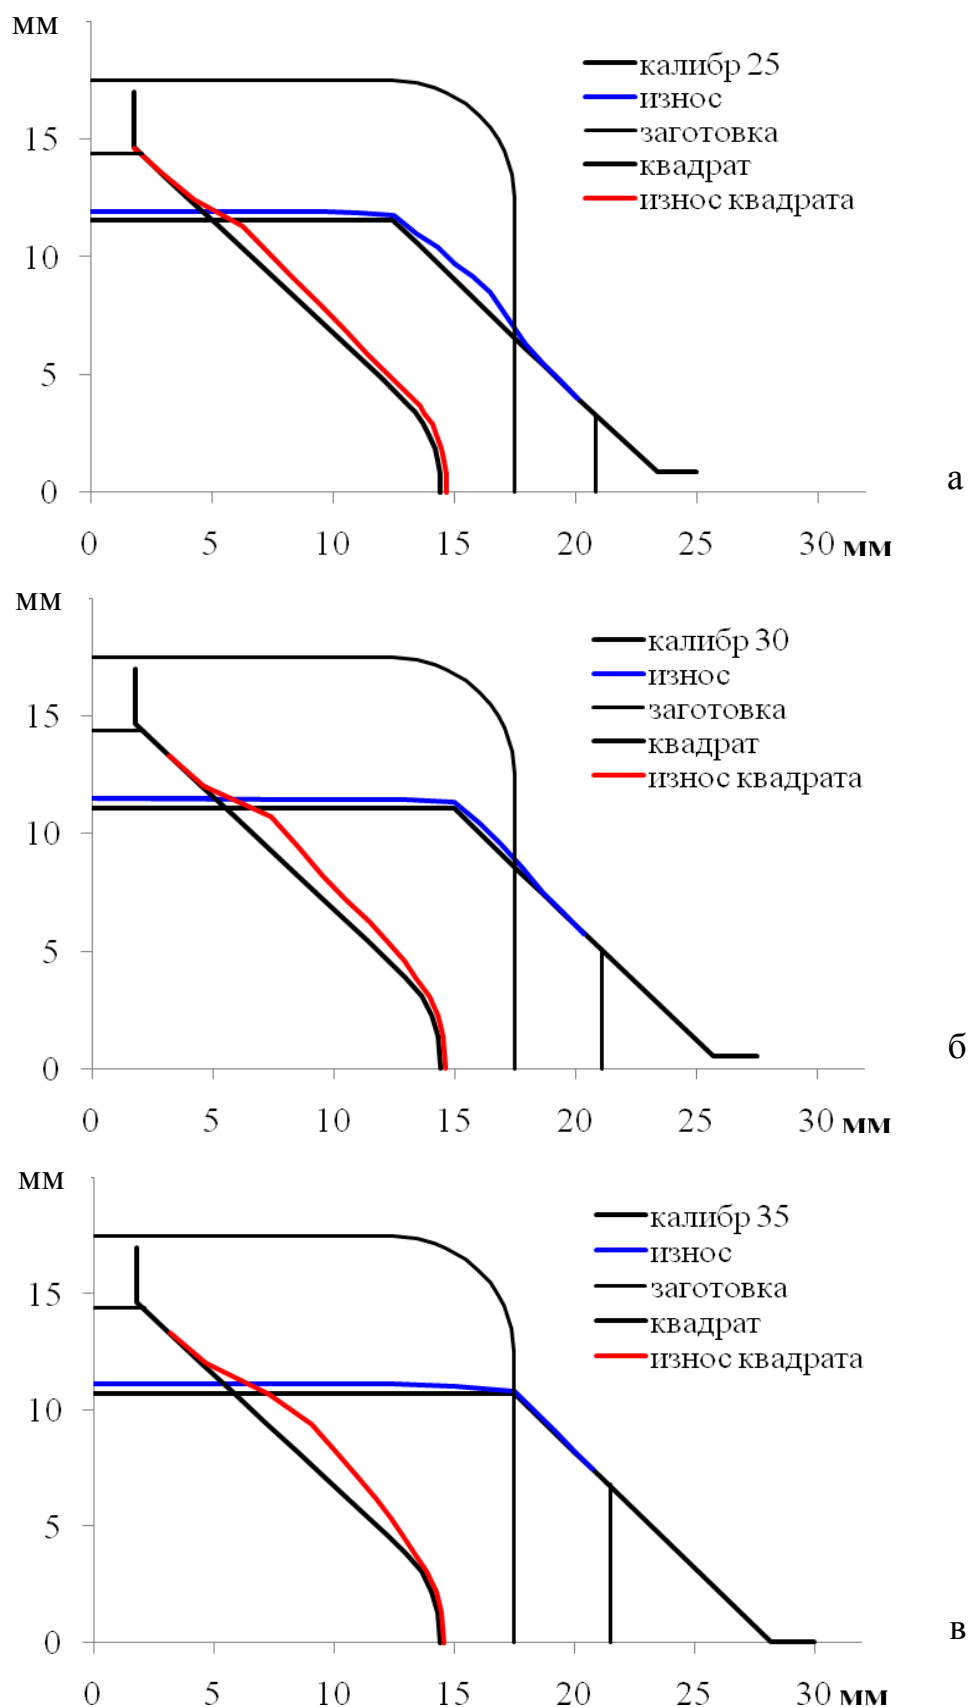 мм
калибр 25
износ
заготовка
квадрат
износ квадрата
15
10
5
0
0 5 10 15 20 25 30 мм
а
мм
калибр 30
износ
заготовка
квадрат
износ квадрата
15
10
5
0
0 5 10 15 20 25 30 мм
б
мм
калибр 35
износ
заготовка
квадрат
износ квадрата
15
10
5
0
0 5 10 15 20 25 30 мм
в